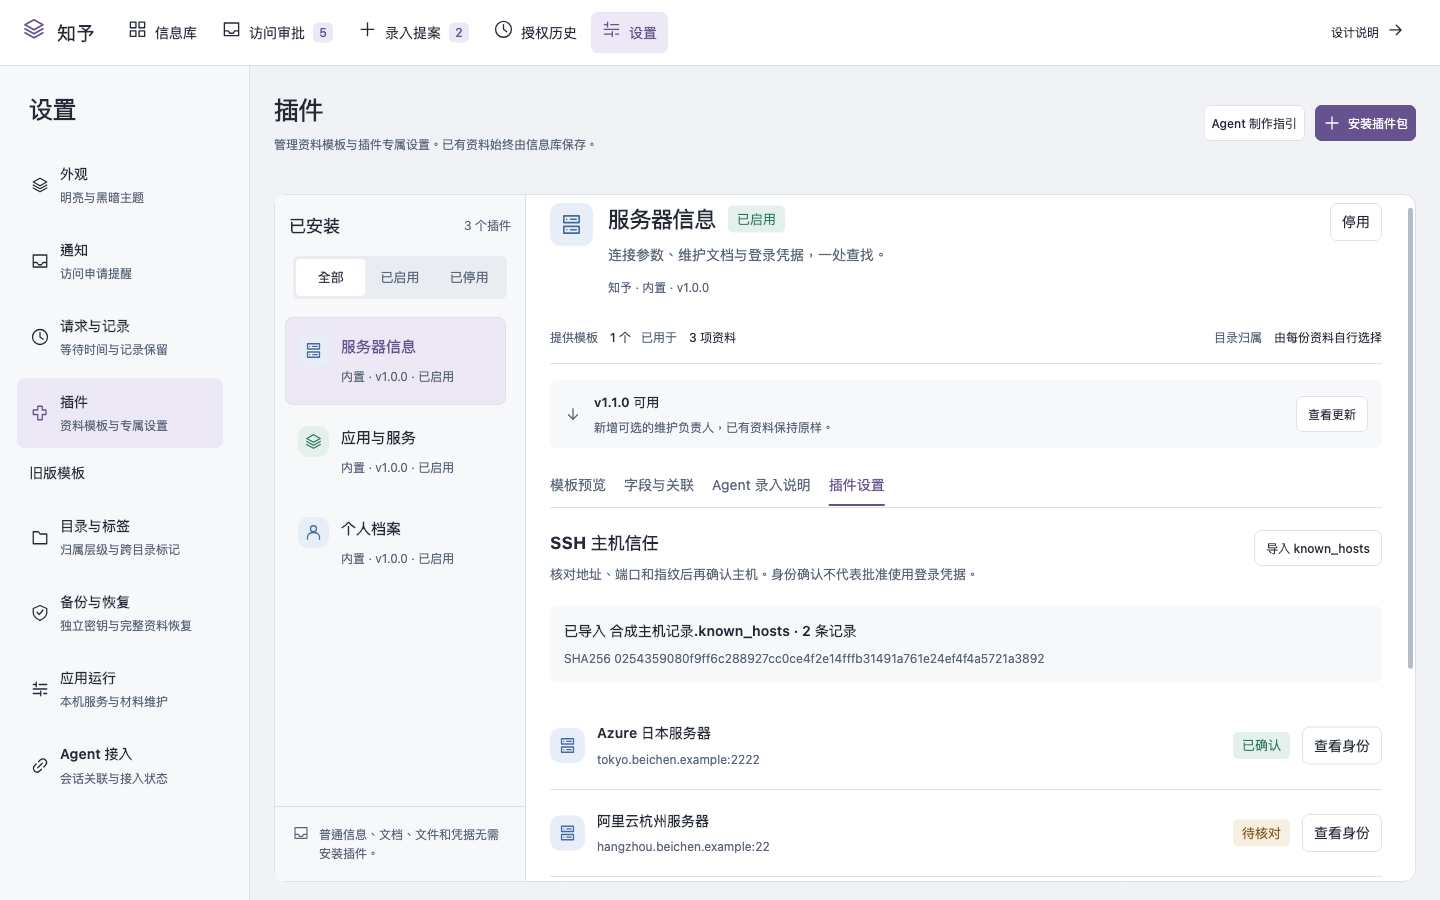 知予
信息库
访问审批 5
录入提案 2
授权历史
设置
设计说明
设置
外观
明亮与黑暗主题
通知
访问申请提醒
请求与记录
等待时间与记录保留
插件
资料模板与专属设置
旧版模板
目录与标签
归属层级与跨目录标记
备份与恢复
独立密钥与完整资料恢复
应用运行
本机服务与材料维护
Agent 接入
会话关联与接入状态
插件
管理资料模板与插件专属设置。已有资料始终由信息库保存。
Agent 制作指引
安装插件包
已安装
3 个插件
全部
已启用
已停用
服务器信息
内置 · v1.0.0 · 已启用
应用与服务
内置 · v1.0.0 · 已启用
个人档案
内置 · v1.0.0 · 已启用
普通信息、文档、文件和凭据无需
安装插件。
服务器信息
已启用
停用
连接参数、维护文档与登录凭据，一处查找。
知予 · 内置 · v1.0.0
提供模板 1 个 已用于 3 项资料
目录归属 由每份资料自行选择
v1.1.0 可用
新增可选的维护负责人，已有资料保持原样。
查看更新
模板预览
字段与关联
Agent 录入说明
插件设置
SSH 主机信任
导入 known_hosts
核对地址、端口和指纹后再确认主机。身份确认不代表批准使用登录凭据。
已导入 合成主机记录.known_hosts · 2 条记录
SHA256 0254359080f9ff6c288927cc0ce4f2e14fffb31491a761e24ef4f4a5721a3892
Azure 日本服务器
tokyo.beichen.example:2222
已确认
查看身份
阿里云杭州服务器
hangzhou.beichen.example:22
待核对
查看身份